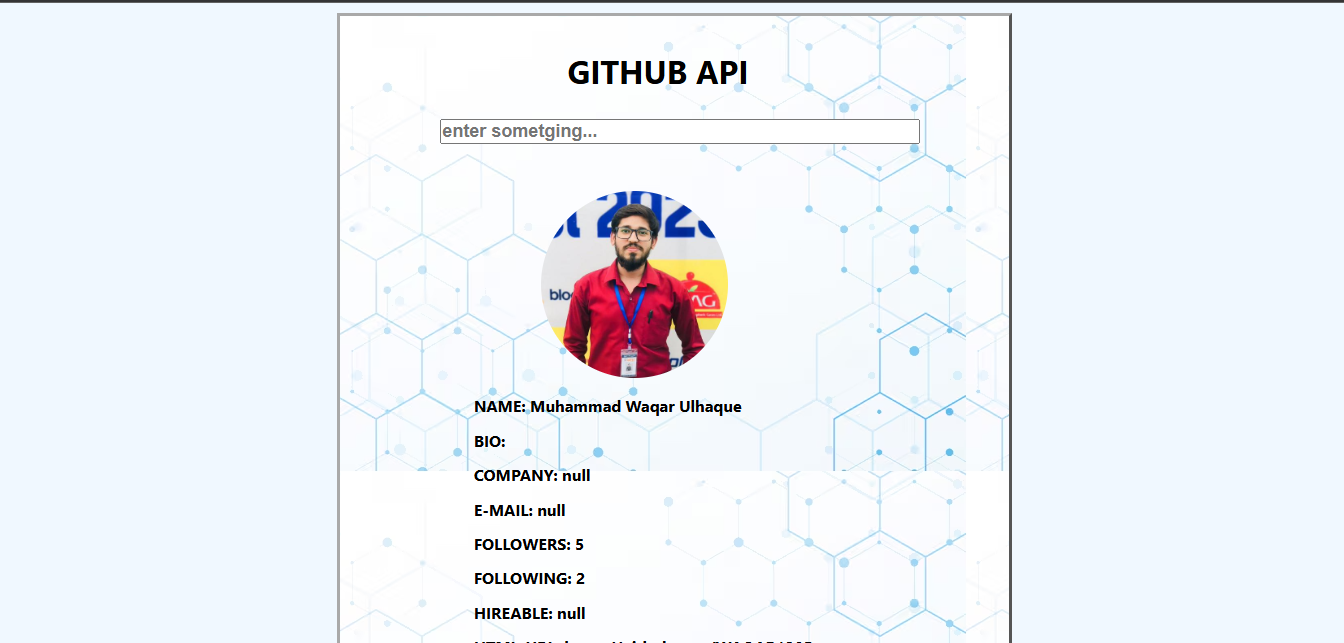 GITHUB API
enter sometging...
NAME: Muhammad Waqar Ulhaque
BIO:
COMPANY: null
E-MAIL: null
FOLLOWERS: 5
FOLLOWING: 2
HIREABLE: null